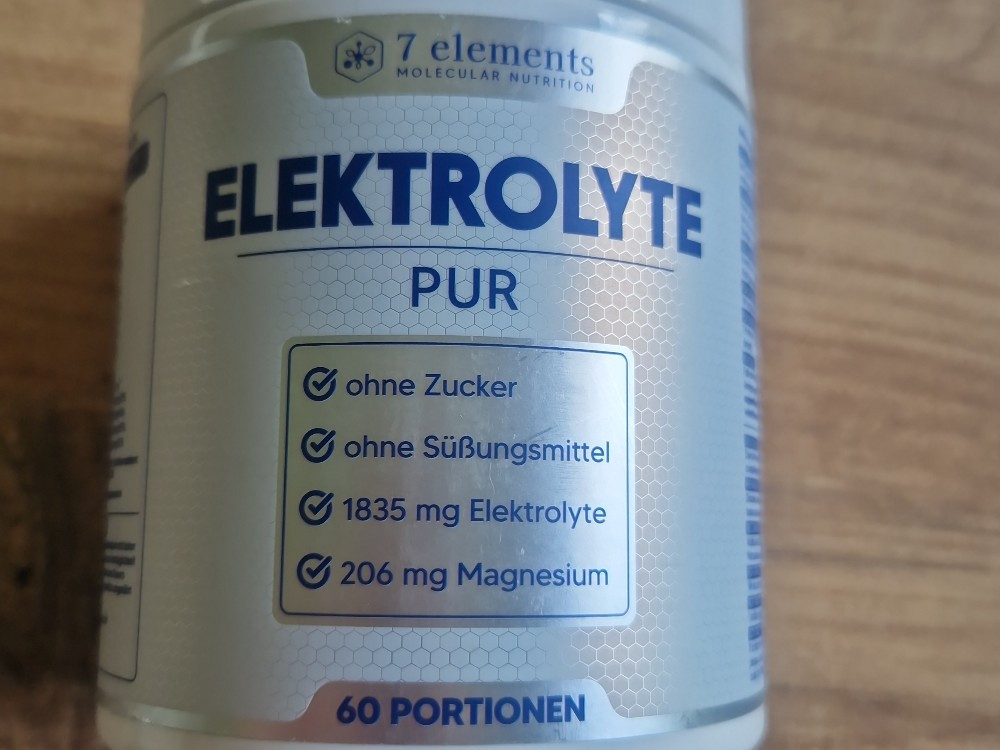 7 elements
MOLECULAR NUTRITION
ELEKTROLYTE
PUR
ohne Zucker
ohne Süßungsmittel
1835 mg Elektrolyte
206 mg Magnesium
60 PORTIONEN